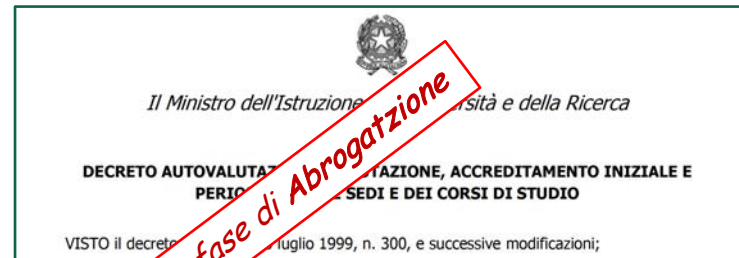 Il Ministro dell'Istruzione sità e della Ricerca
DECRETO AUTOVALUTAZ TAZIONE, ACCREDITAMENTO INIZIALE E
PERIO SEDI E DEI CORSI DI STUDIO
VISTO il decreto luglio 1999, n. 300, e successive modificazioni;
fase di Abrogatzione